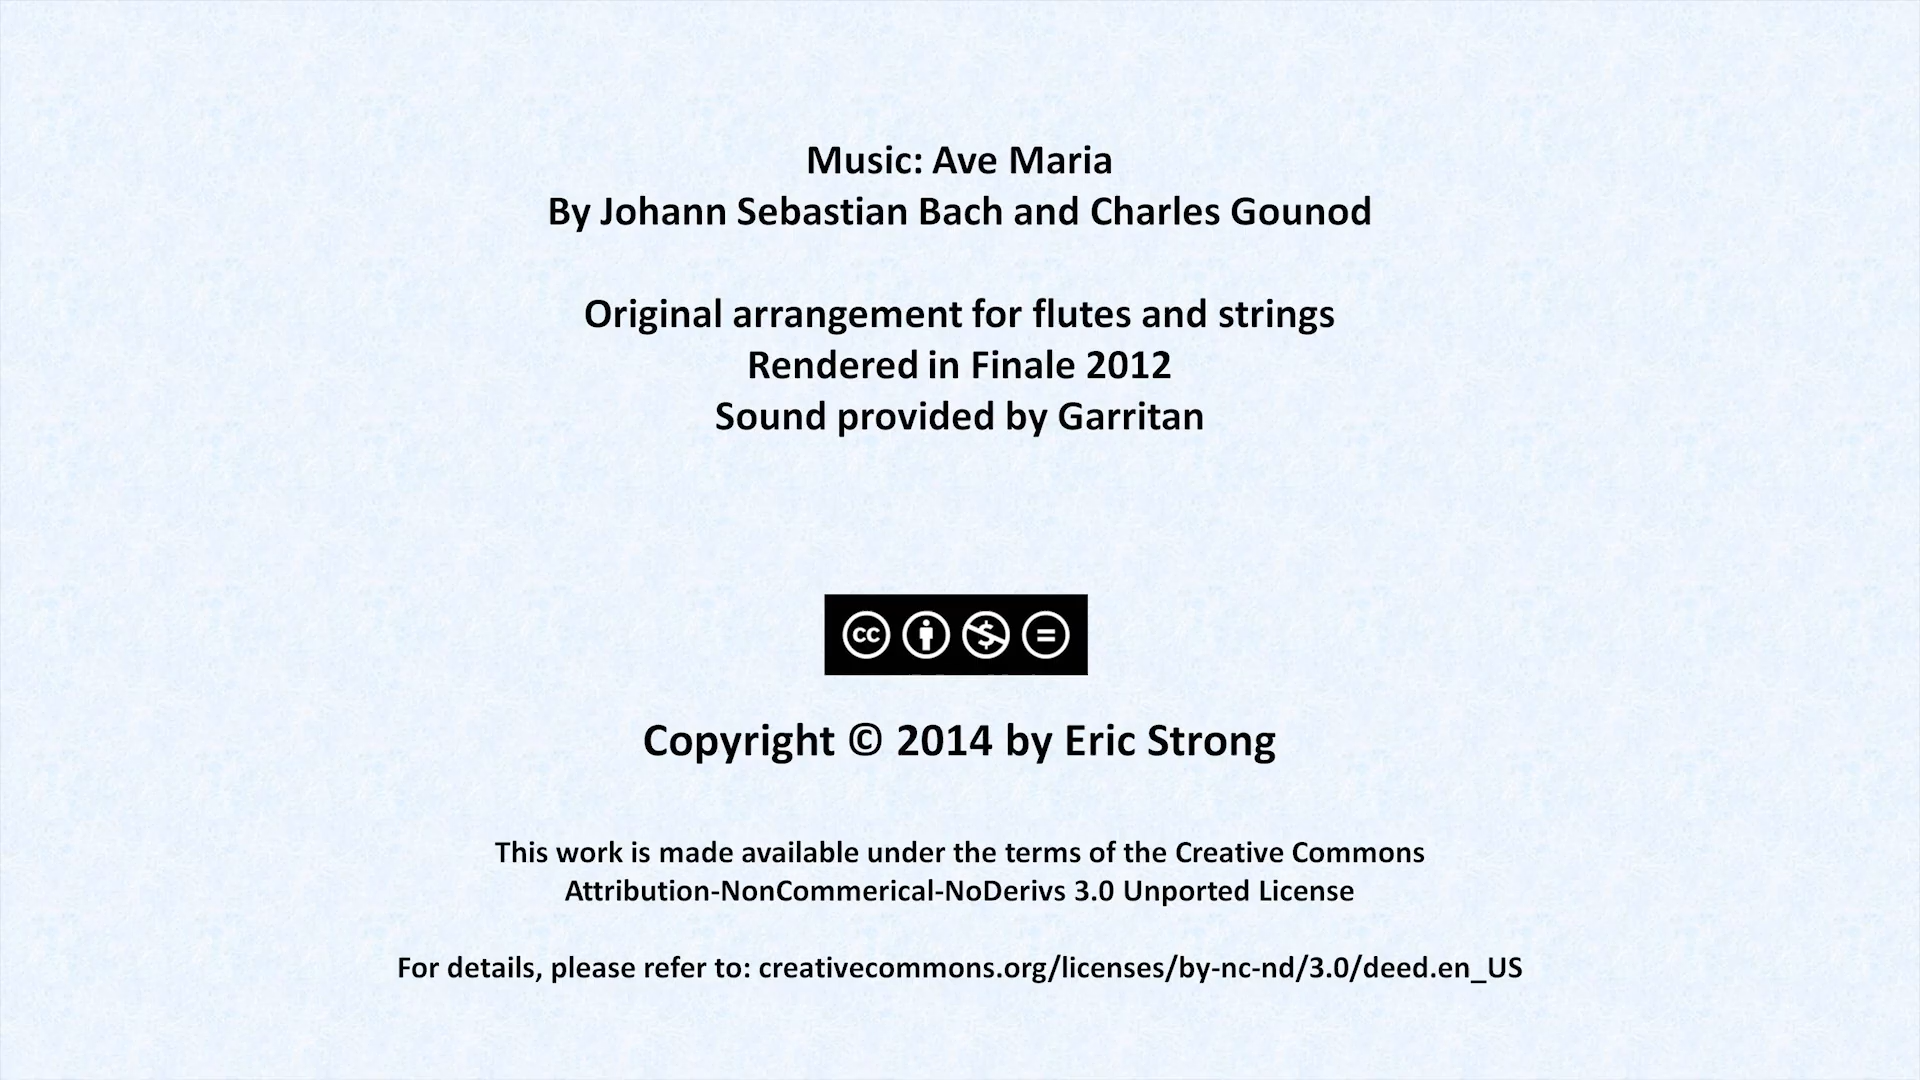 Music: Ave Maria
By Johann Sebastian Bach and Charles Gounod
Original arrangement for flutes and strings
Rendered in Finale 2012
Sound provided by Garritan
cc $ =
Copyright © 2014 by Eric Strong
This work is made available under the terms of the Creative Commons
Attribution-NonCommerical-NoDerivs 3.0 Unported License
For details, please refer to: creativecommons.org/licenses/by-nc-nd/3.0/deed.en_US